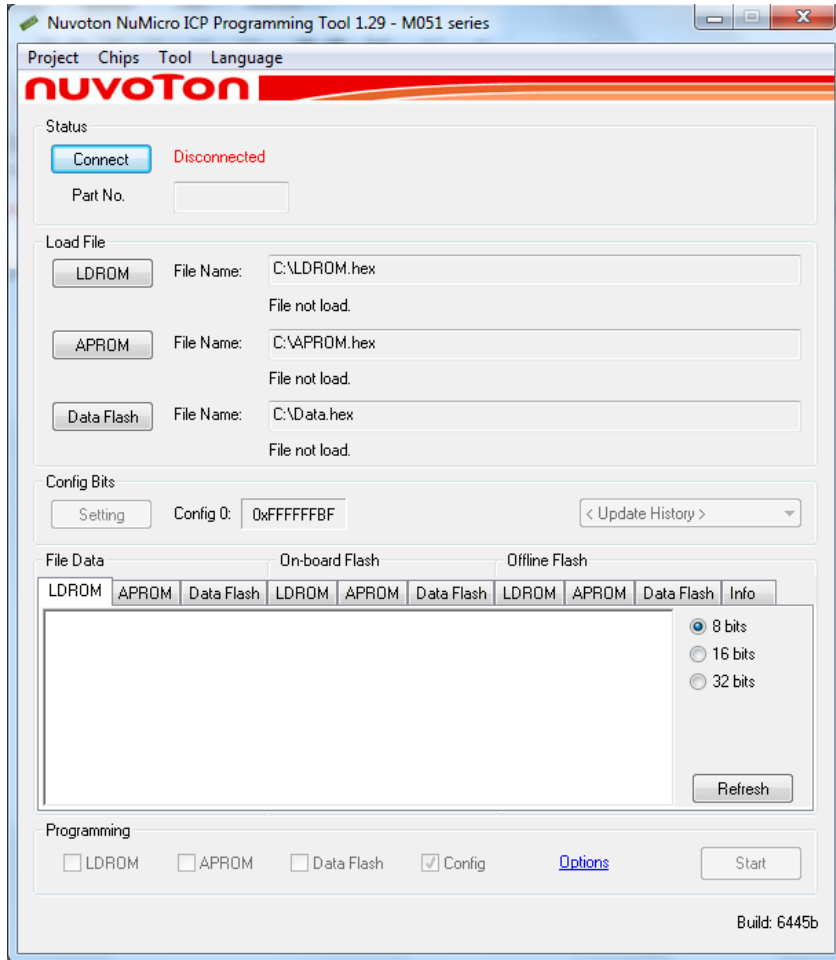 Nuvoton NuMicro ICP Programming Tool 1.29 - M051 series
Project Chips Tool Language
nuvoTon
Status
Connect Disconnected
Part No.
Load File
LDROM File Name: C:\LDROM.hex
File not load.
APROM File Name: C:\APROM.hex
File not load.
Data Flash File Name: C:\Data.hex
File not load.
Config Bits
Setting Config 0: 0xFFFFFFBF < Update History >
File Data On-board Flash Offline Flash
LDROM APROM Data Flash LDROM APROM Data Flash LDROM APROM Data Flash Info
8 bits
16 bits
32 bits
Refresh
Programming
LDROM APROM Data Flash Config Options Start
Build: 6445b